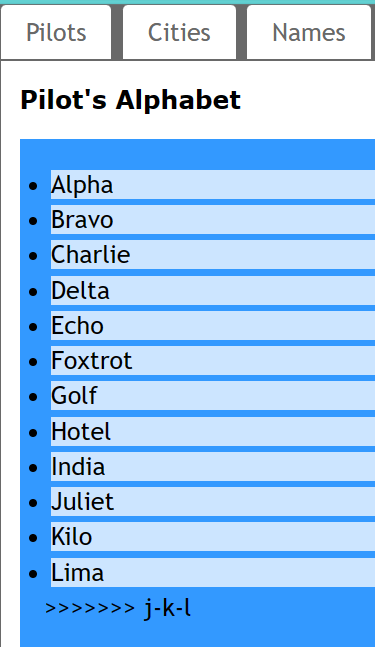 Pilots Cities Names
Pilot's Alphabet
Alpha
Bravo
Charlie
Delta
Echo
Foxtrot
Golf
Hotel
India
Juliet
Kilo
Lima
>>>>>>> j-k-l